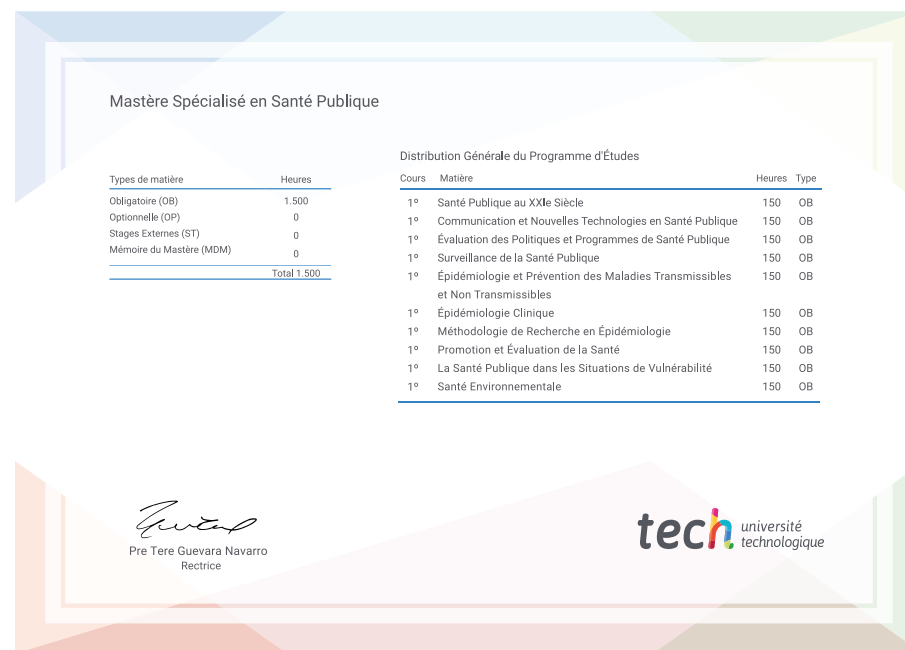 Mastère Spécialisé en Santé Publique
Types de matière Heures
Obligatoire (OB) 1.500
Optionnelle (OP) 0
Stages Externes (ST) 0
Mémoire du Mastère (MDM) 0
Total 1.500
Distribution Générale du Programme d'Études
Cours Matière Heures Type
1º Santé Publique au XXIe Siècle 150 OB
1º Communication et Nouvelles Technologies en Santé Publique 150 OB
1º Évaluation des Politiques et Programmes de Santé Publique 150 OB
1º Surveillance de la Santé Publique 150 OB
1º Épidémiologie et Prévention des Maladies Transmissibles 150 OB
et Non Transmissibles
1º Épidémiologie Clinique 150 OB
1º Méthodologie de Recherche en Épidémiologie 150 OB
1º Promotion et Évaluation de la Santé 150 OB
1º La Santé Publique dans les Situations de Vulnérabilité 150 OB
1º Santé Environnementale 150 OB
Pre Tere Guevara Navarro
Rectrice
tech université
technologique